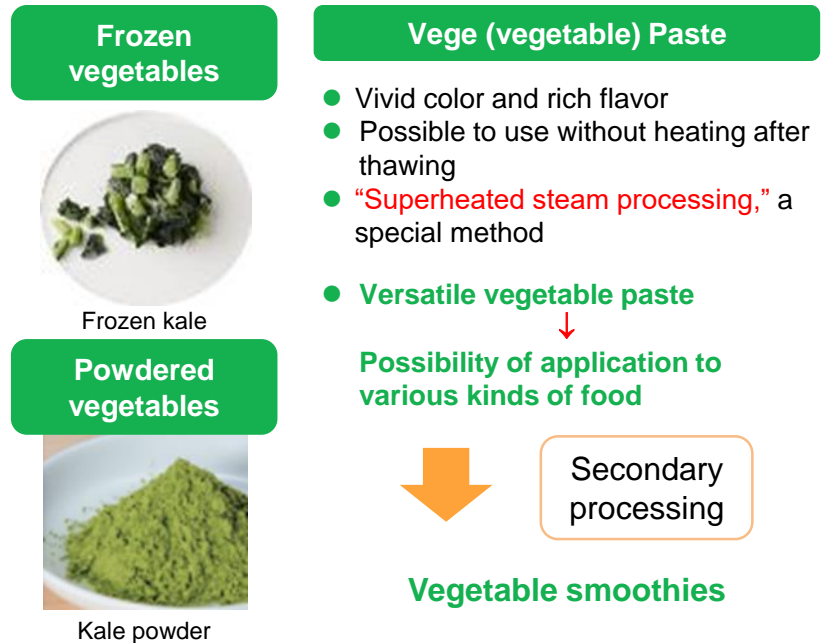 Frozen
vegetables
Frozen kale
Powdered
vegetables
Kale powder
Vege (vegetable) Paste
● Vivid color and rich flavor
● Possible to use without heating after
thawing
● “Superheated steam processing,” a
special method
● Versatile vegetable paste
↓
Possibility of application to
various kinds of food
Secondary
processing
Vegetable smoothies